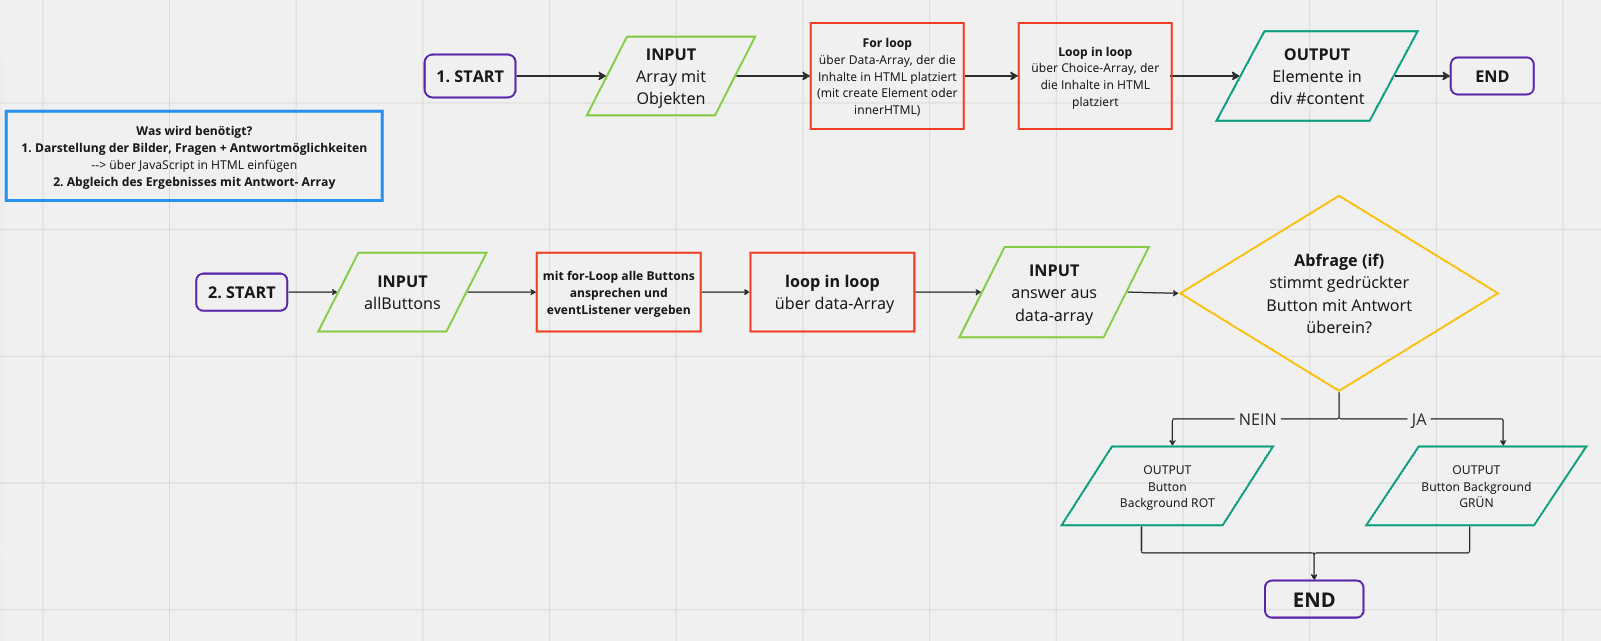 1. START
INPUT
Array mit
Objekten
For loop
über Data-Array, der die
Inhalte in HTML platziert
(mit create Element oder
innerHTML)
Loop in loop
über Choice-Array, der
die Inhalte in HTML
platziert
OUTPUT
Elemente in
div #content
END
Was wird benötigt?
1. Darstellung der Bilder, Fragen + Antwortmöglichkeiten
--> über JavaScript in HTML einfügen
2. Abgleich des Ergebnisses mit Antwort- Array
2. START
INPUT
allButtons
mit for-Loop alle Buttons
ansprechen und
eventListener vergeben
loop in loop
über data-Array
INPUT
answer aus
data-array
Abfrage (if)
stimmt gedrückter
Button mit Antwort
überein?
NEIN
JA
OUTPUT
Button
Background ROT
OUTPUT
Button Background
GRÜN
END